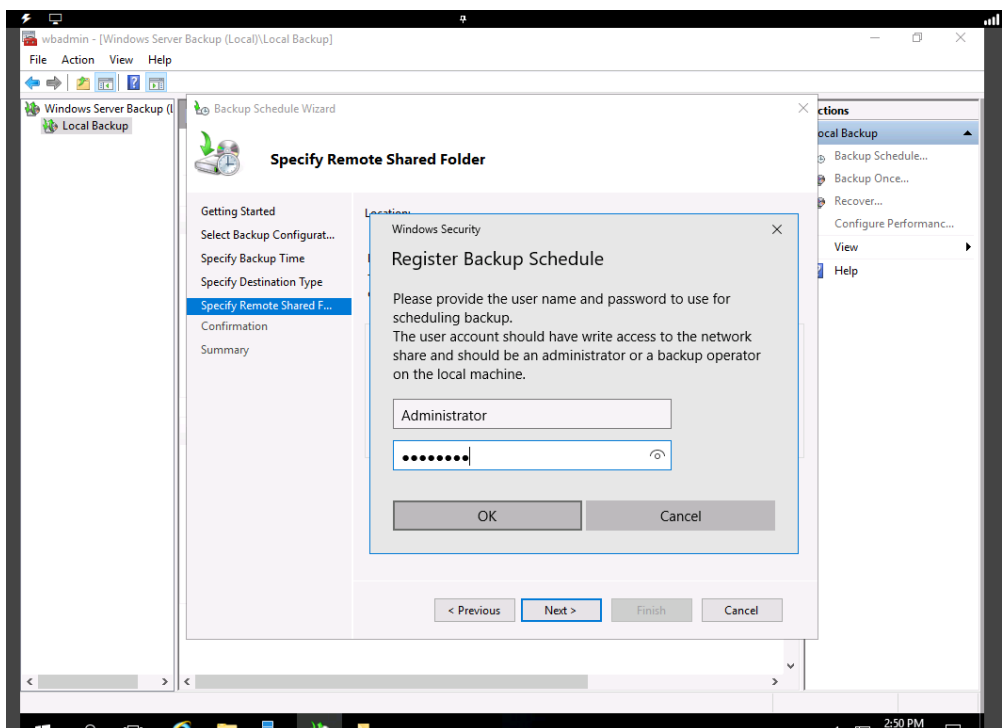 wbadmin - [Windows Server Backup (Local)\Local Backup]
File Action View Help
Windows Server Backup (L
Local Backup
Backup Schedule Wizard
Specify Remote Shared Folder
Getting Started
Select Backup Configurat...
Specify Backup Time
Specify Destination Type
Specify Remote Shared F...
Confirmation
Summary
Location:
Windows Security
Register Backup Schedule
Please provide the user name and password to use for
scheduling backup.
The user account should have write access to the network
share and should be an administrator or a backup operator
on the local machine.
Administrator
●●●●●●●●
OK Cancel
< Previous Next > Finish Cancel
ctions
ocal Backup
Backup Schedule...
Backup Once...
Recover...
Configure Performanc...
View
Help
2:50 PM